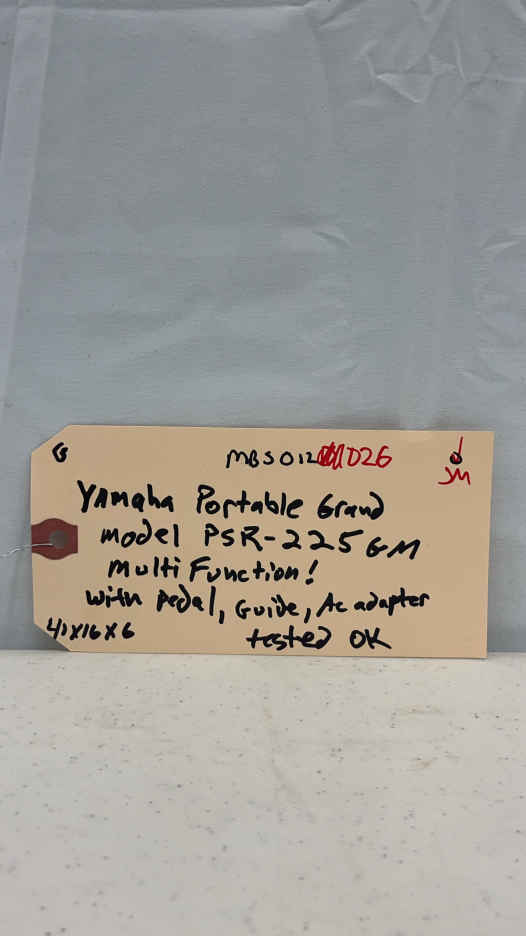 G MBS012 026
JM
YAMAHA Portable Grand
model PSR-225GM
multi Function!
with Pedal, Guide, AC adapter
41X16X6 tested OK